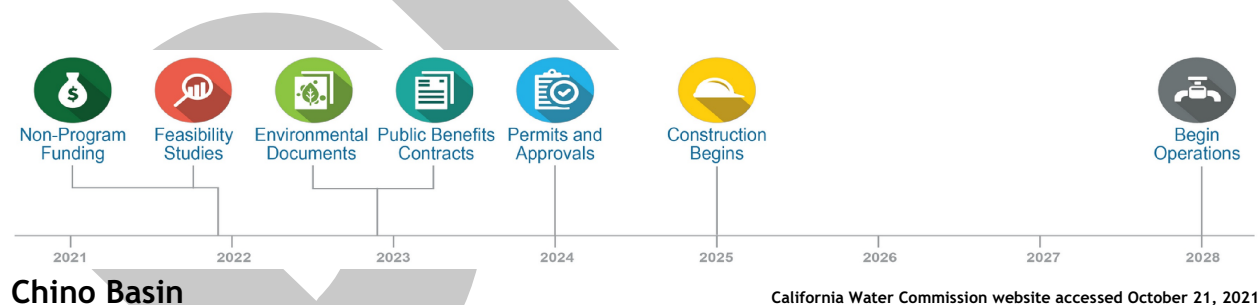 $
Non-Program
Funding
Feasibility
Studies
Environmental
Documents
Public Benefits
Contracts
Permits and
Approvals
Construction
Begins
Begin
Operations
2021 2022 2023 2024 2025 2026 2027 2028
Chino Basin
California Water Commission website accessed October 21, 2021